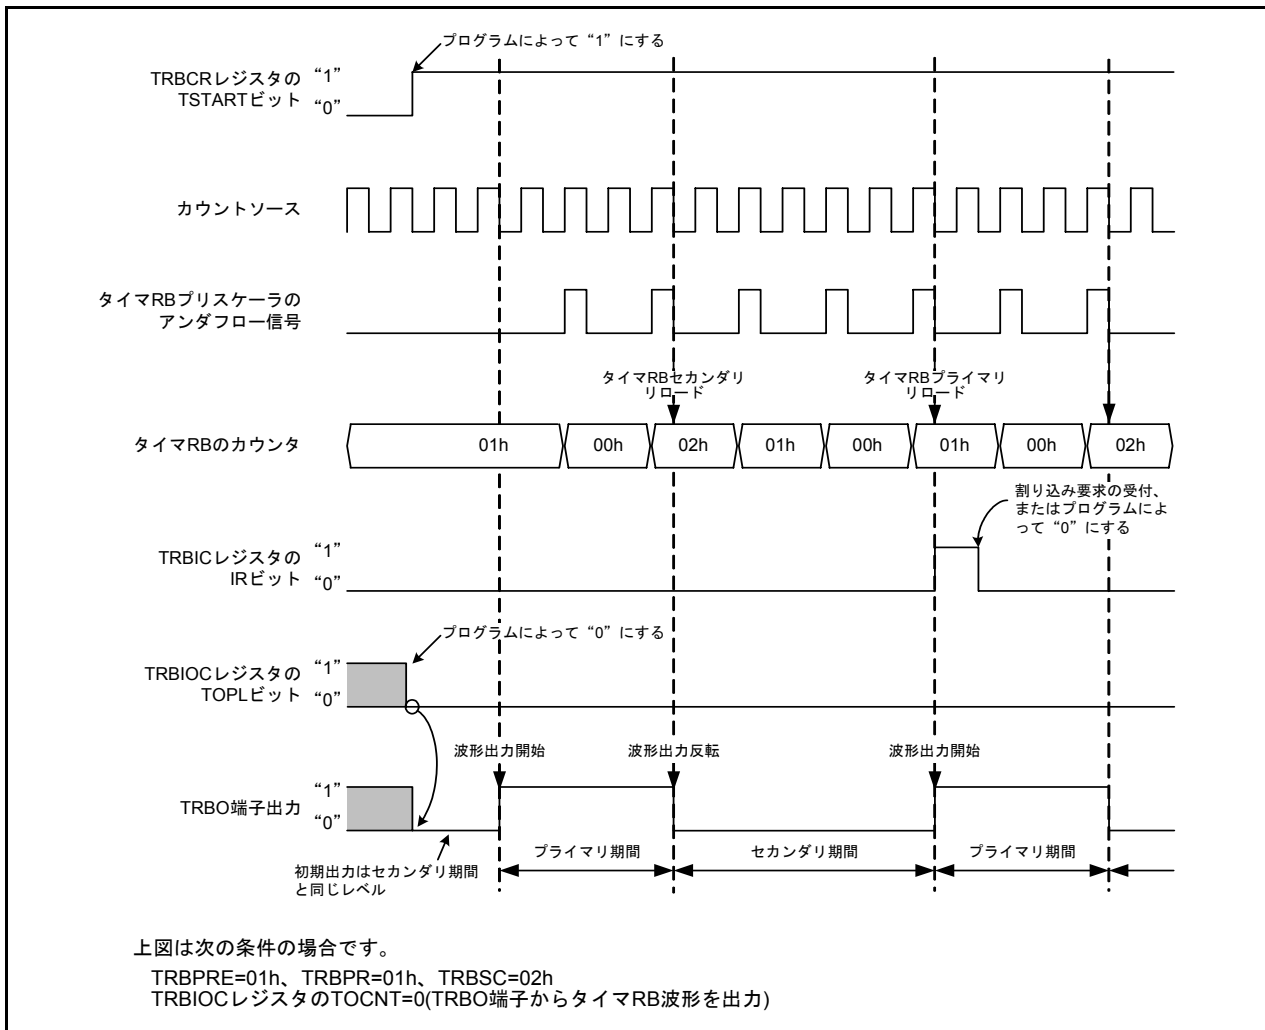 プログラムによって “1” にする
TRBCRレジスタの
TSTARTビット
“1”
“0”
カウントソース
タイマRBプリスケーラの
アンダフロー信号
タイマRBセカンダリ
リロード
タイマRBプライマリ
リロード
タイマRBのカウンタ
01h
00h
02h
01h
00h
01h
00h
02h
割り込み要求の受付、
またはプログラムによ
って “0” にする
TRBICレジスタの
IRビット
“1”
“0”
プログラムによって “0” にする
TRBIOCレジスタの
TOPLビット
“1”
“0”
波形出力開始
波形出力反転
波形出力開始
TRBO端子出力
“1”
“0”
プライマリ期間
セカンダリ期間
プライマリ期間
初期出力はセカンダリ期間
と同じレベル
上図は次の条件の場合です。
TRBPRE=01h、TRBPR=01h、TRBSC=02h
TRBIOCレジスタのTOCNT=0(TRBO端子からタイマRB波形を出力)